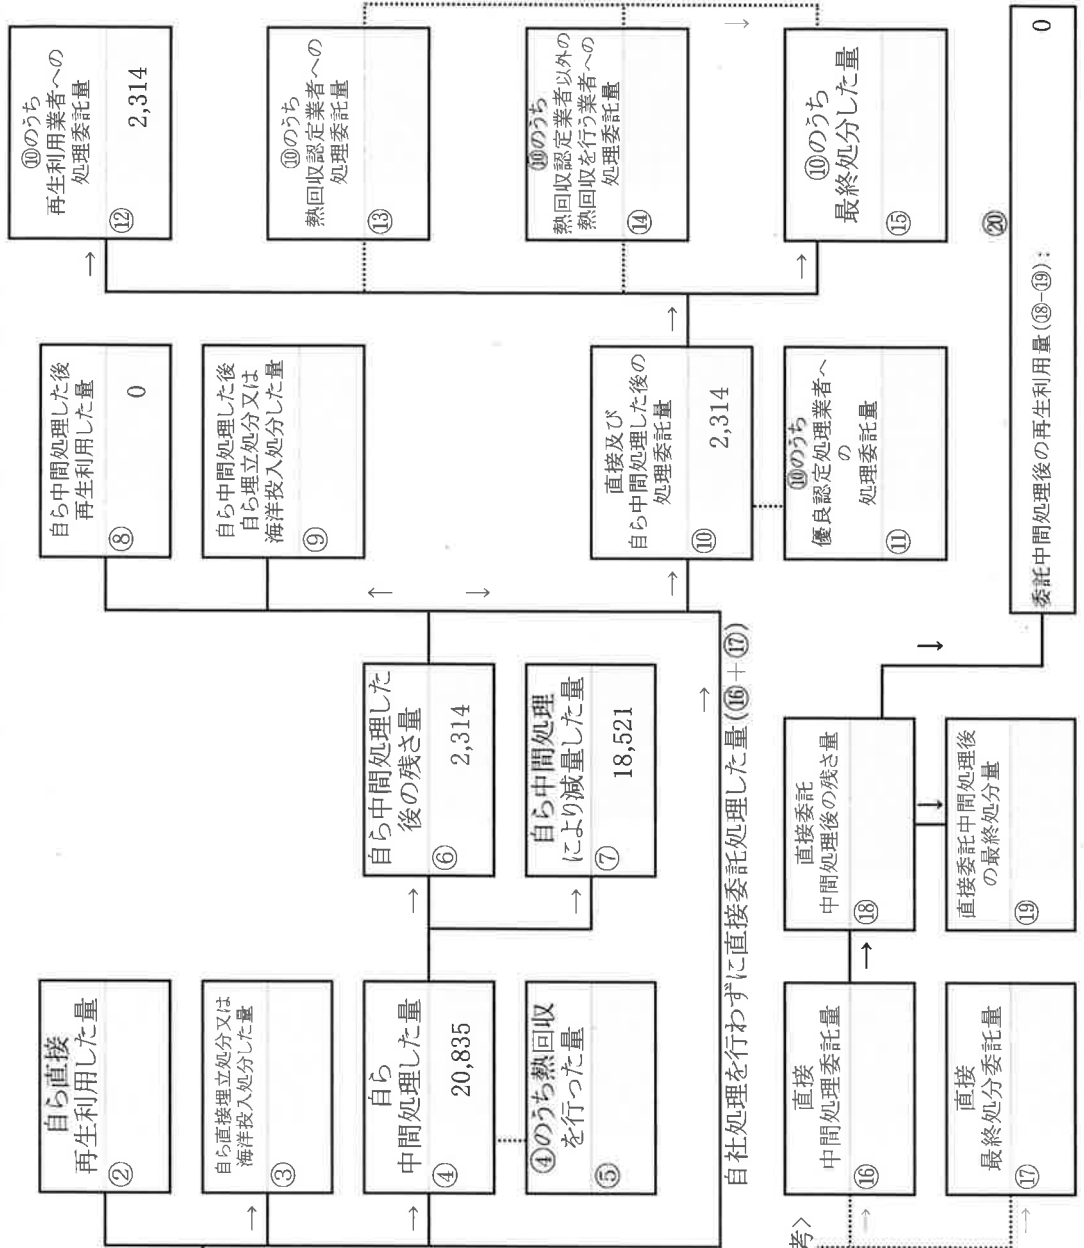 自ら直接
再生利用した量
②
自ら直接埋立処分又は
海洋投入処分した量
③
→
自ら
中間処理した量
④
20,835
→
④のうち熱回収
を行った量
⑤
自ら中間処理した
後の残さ量
⑥
2,314
→
自ら中間処理
により減量した量
⑦
18,521
→
自ら中間処理した後
再生利用した量
⑧
0
自ら中間処理した後
自ら埋立処分又は
海洋投入処分した量
⑨
↑
↓
直接及び
自ら中間処理した後の
処理委託量
⑩
2,314
→
⑩のうち
優良認定処理業者へ
の
処理委託量
⑪
⑩のうち
再生利用業者への
処理委託量
⑫
2,314
→
→
⑩のうち
熱回収認定業者への
処理委託量
⑬
⑩のうち
熱回収認定業者以外の
熱回収を行う業者への
処理委託量
⑭
↓
⑩のうち
最終処分した量
⑮
→
自社処理を行わずに直接委託処理した量(⑯+⑰)
→
考>
直接
中間処理委託量
⑯
→
直接
最終処分委託量
⑰
→
直接委託
中間処理後の残さ量
⑱
→
直接委託中間処理後
の最終処分量
⑲
↓
↓
⑳
委託中間処理後の再生利用量(⑱-⑲):
0